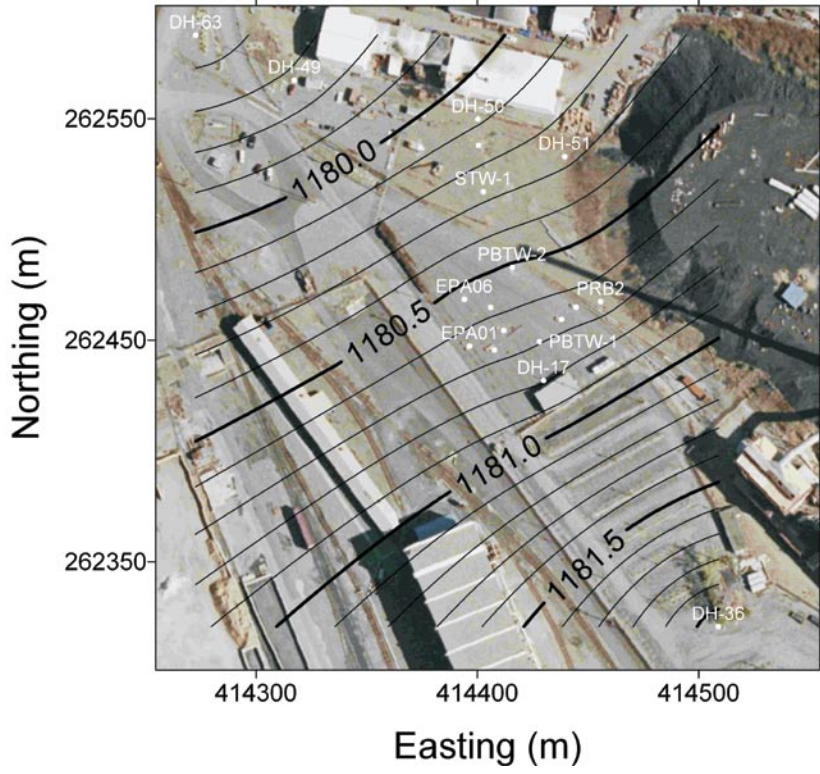 DH-63
DH-49
262550
DH-50
DH-51
1180.0
STW-1
PBTW-2
EPA06
PRB2
1180.5
262450
EPA01
PBTW-1
DH-17
1181.0
262350
1181.5
DH-36
414300
414400
414500
Northing (m)
Easting (m)